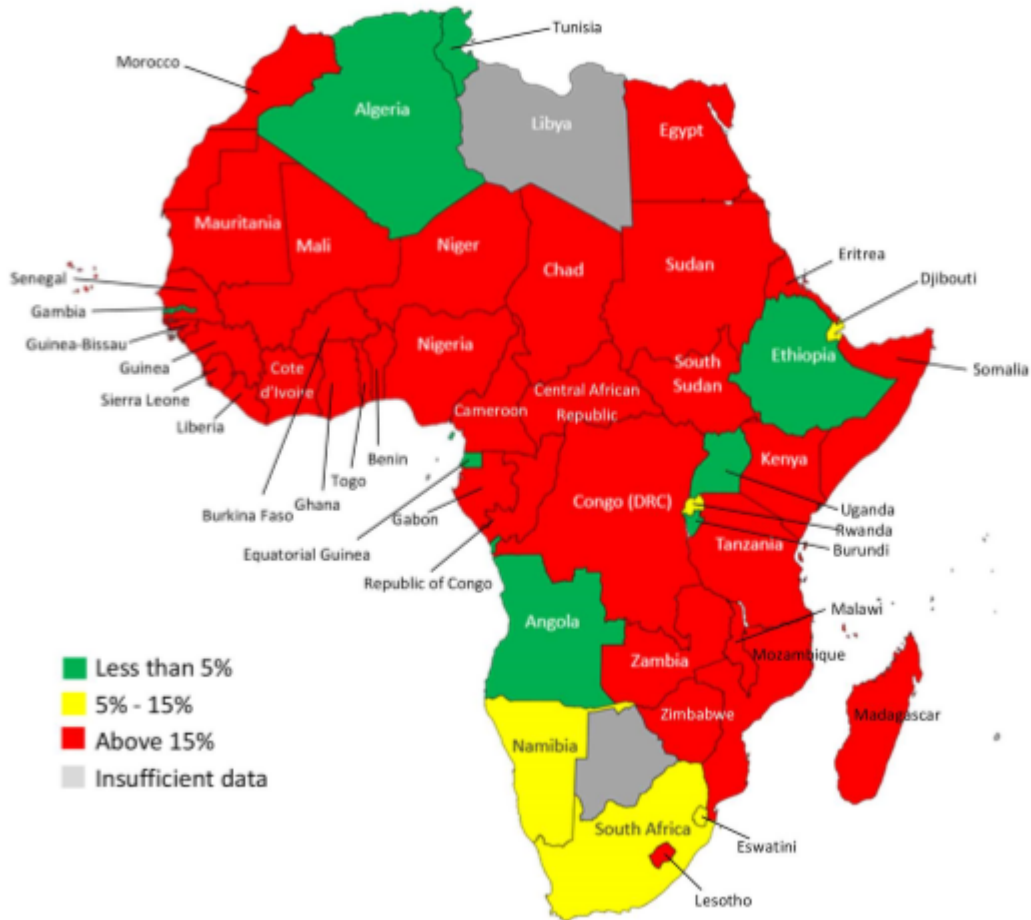 Tunisia
Morocco
Algeria
Libya
Egypt
Mauritania
Mali
Niger
Chad
Sudan
Eritrea
Senegal
Djibouti
Gambia
Guinea-Bissau
Nigeria
Ethiopia
Guinea
Cote
d'Ivoire
South
Sudan
Somalia
Sierra Leone
Central African
Republic
Liberia
Cameroon
Benin
Togo
Kenya
Ghana
Burkina Faso
Congo (DRC)
Gabon
Uganda
Rwanda
Equatorial Guinea
Tanzania
Burundi
Republic of Congo
Malawi
Angola
Mozambique
Zambia
Less than 5%
5% - 15%
Zimbabwe
Madagascar
Above 15%
Namibia
Insufficient data
South Africa
Eswatini
Lesotho